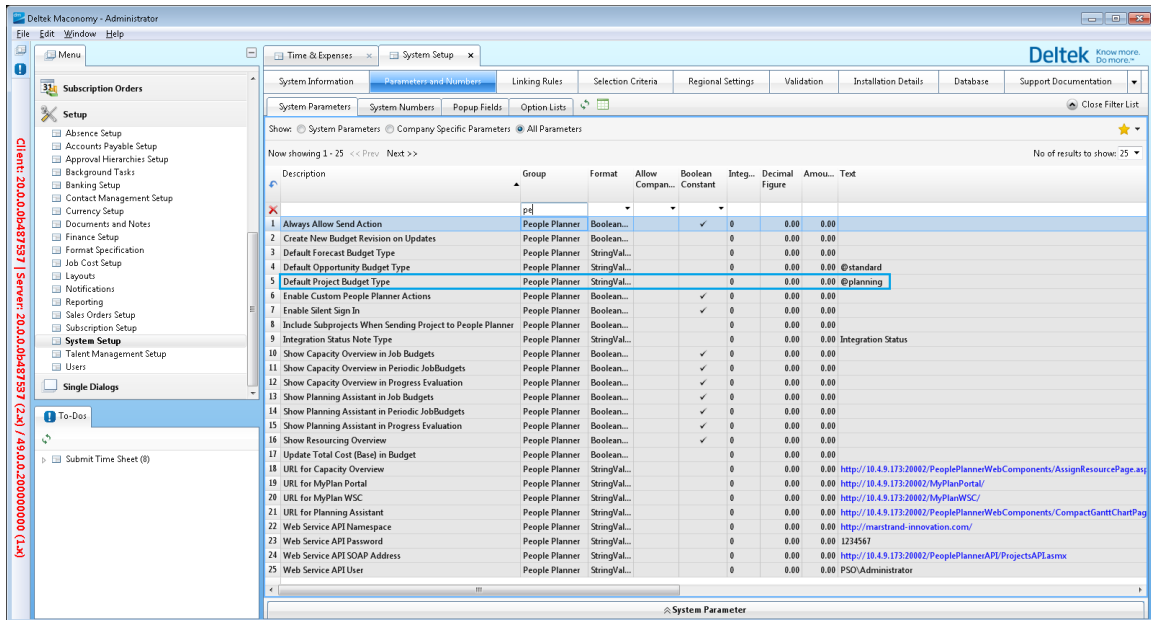 Deltek Maconomy - Administrator
File Edit Window Help
Menu
Subscription Orders
Setup
Absence Setup
Accounts Payable Setup
Approval Hierarchies Setup
Background Tasks
Banking Setup
Contact Management Setup
Currency Setup
Documents and Notes
Finance Setup
Format Specification
Job Cost Setup
Layouts
Notifications
Reporting
Sales Orders Setup
Subscription Setup
System Setup
Talent Management Setup
Users
Single Dialogs
To-Dos
Submit Time Sheet (8)
Client: 20.0.0.0b487537 | Server: 20.0.0.0b487537 (2.x) / 49.0.0.200000000 (1.x)
Time & Expenses System Setup
Deltek Know more. Do more.™
System Information Parameters and Numbers Linking Rules Selection Criteria Regional Settings Validation Installation Details Database Support Documentation
System Parameters System Numbers Popup Fields Option Lists Close Filter List
Show: System Parameters Company Specific Parameters All Parameters
Now showing 1 - 25 << Prev Next >> No of results to show: 25
Description Group Format Allow Compan... Boolean Constant Integ... Decimal Figure Amou... Text
pe
1 Always Allow Send Action People Planner Boolean... ✓ 0 0.00 0.00
2 Create New Budget Revision on Updates People Planner Boolean... 0 0.00 0.00
3 Default Forecast Budget Type People Planner StringVal... 0 0.00 0.00
4 Default Opportunity Budget Type People Planner StringVal... 0 0.00 0.00 @standard
5 Default Project Budget Type People Planner StringVal... 0 0.00 0.00 @planning
6 Enable Custom People Planner Actions People Planner Boolean... ✓ 0 0.00 0.00
7 Enable Silent Sign In People Planner Boolean... ✓ 0 0.00 0.00
8 Include Subprojects When Sending Project to People Planner People Planner Boolean... 0 0.00 0.00
9 Integration Status Note Type People Planner StringVal... 0 0.00 0.00 Integration Status
10 Show Capacity Overview in Job Budgets People Planner Boolean... ✓ 0 0.00 0.00
11 Show Capacity Overview in Periodic JobBudgets People Planner Boolean... ✓ 0 0.00 0.00
12 Show Capacity Overview in Progress Evaluation People Planner Boolean... ✓ 0 0.00 0.00
13 Show Planning Assistant in Job Budgets People Planner Boolean... ✓ 0 0.00 0.00
14 Show Planning Assistant in Periodic JobBudgets People Planner Boolean... ✓ 0 0.00 0.00
15 Show Planning Assistant in Progress Evaluation People Planner Boolean... ✓ 0 0.00 0.00
16 Show Resourcing Overview People Planner Boolean... ✓ 0 0.00 0.00
17 Update Total Cost (Base) in Budget People Planner Boolean... 0 0.00 0.00
18 URL for Capacity Overview People Planner StringVal... 0 0.00 0.00 http://10.4.9.173:20002/PeoplePlannerWebComponents/AssignResourcePage.asp
19 URL for MyPlan Portal People Planner StringVal... 0 0.00 0.00 http://10.4.9.173:20002/MyPlanPortal/
20 URL for MyPlan WSC People Planner StringVal... 0 0.00 0.00 http://10.4.9.173:20002/MyPlanWSC/
21 URL for Planning Assistant People Planner StringVal... 0 0.00 0.00 http://10.4.9.173:20002/PeoplePlannerWebComponents/CompactGanttChartPag
22 Web Service API Namespace People Planner StringVal... 0 0.00 0.00 http://marstrand-innovation.com/
23 Web Service API Password People Planner StringVal... 0 0.00 0.00 1234567
24 Web Service API SOAP Address People Planner StringVal... 0 0.00 0.00 http://10.4.9.173:20002/PeoplePlannerAPI/ProjectsAPI.asmx
25 Web Service API User People Planner StringVal... 0 0.00 0.00 PSO\Administrator
System Parameter